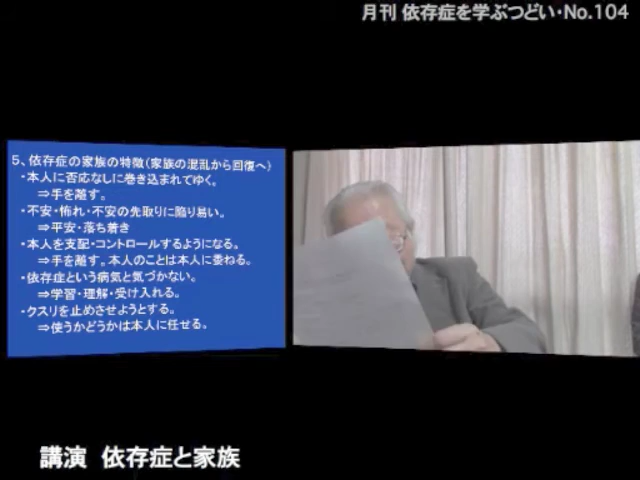 月刊 依存症を学ぶつどい・No.104
5、依存症の家族の特徴(家族の混乱から回復へ)
・本人に否応なしに巻き込まれてゆく。
⇒手を離す。
・不安・怖れ・不安の先取りに陥り易い。
⇒平安・落ち着き
・本人を支配・コントロールするようになる。
⇒手を離す。本人のことは本人に委ねる。
・依存症という病気と気づかない。
⇒学習・理解・受け入れる。
・クスリを止めさせようとする。
⇒使うかどうかは本人に任せる。
講演 依存症と家族